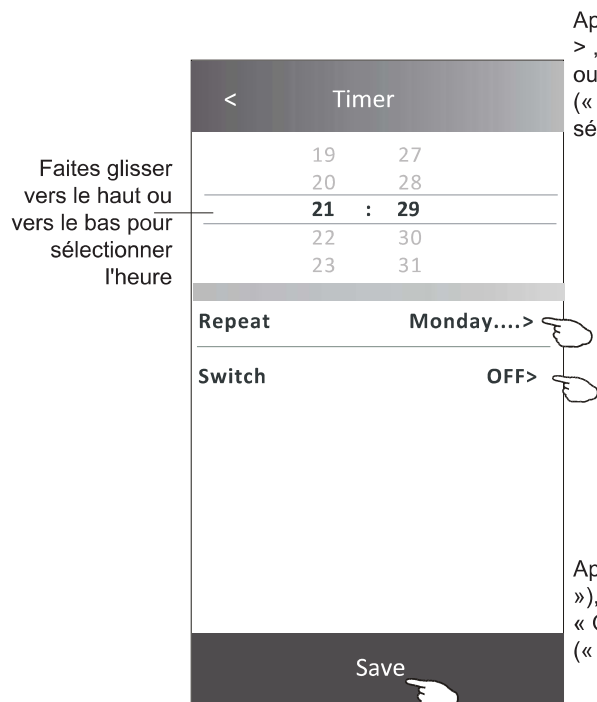 Ap
> ,
ou
(«
sé
< Timer
19 27
20 28
21 : 29
22 30
23 31
Faites glisser
vers le haut ou
vers le bas pour
sélectionner
l'heure
Repeat Monday....>
Switch OFF>
Ap
»),
« C
(«
Save